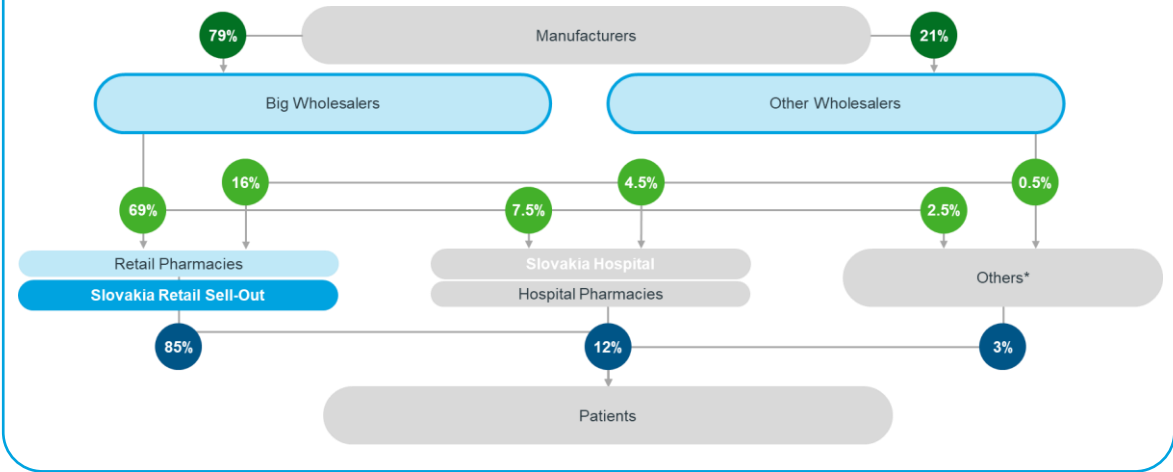 79%
Manufacturers
21%
Big Wholesalers
Other Wholesalers
16%
4.5%
0.5%
69%
7.5%
2.5%
Retail Pharmacies
Slovakia Hospital
Others*
Slovakia Retail Sell-Out
Hospital Pharmacies
85%
12%
3%
Patients